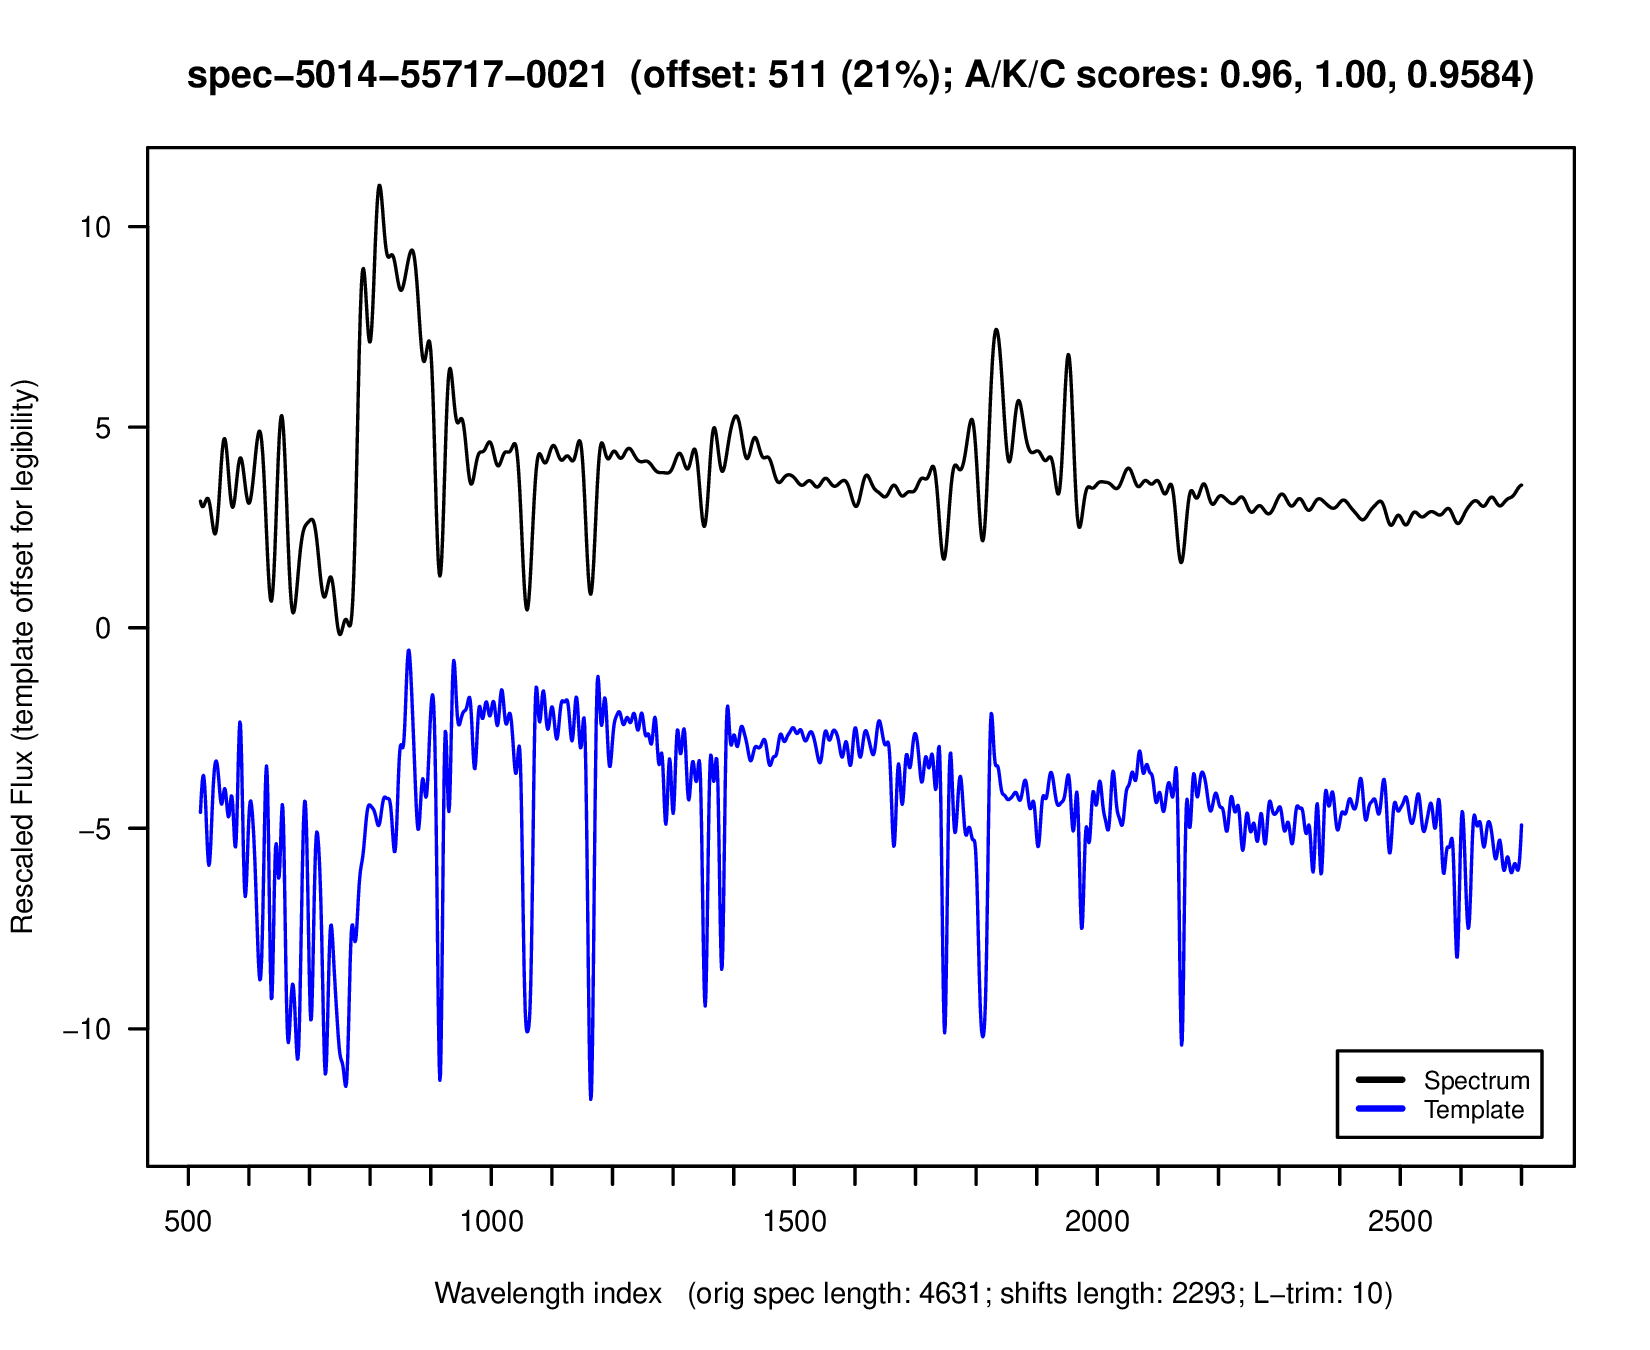 spec−5014−55717−0021 (offset: 511 (21%); A/K/C scores: 0.96, 1.00, 0.9584)
Rescaled Flux (template offset for legibility)
10
5
0
−5
−10
Spectrum
Template
500 1000 1500 2000 2500
Wavelength index (orig spec length: 4631; shifts length: 2293; L−trim: 10)